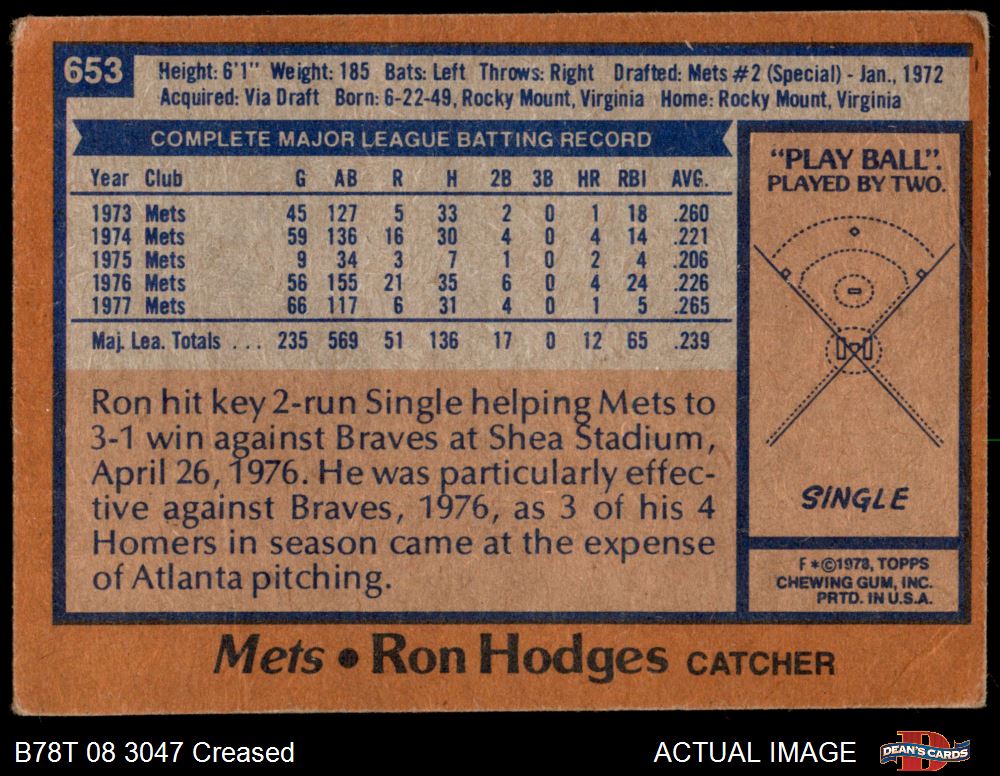 653
Height: 6'1" Weight: 185 Bats: Left Throws: Right Drafted: Mets #2 (Special) - Jan., 1972
Acquired: Via Draft Born: 6-22-49, Rocky Mount, Virginia Home: Rocky Mount, Virginia
COMPLETE MAJOR LEAGUE BATTING RECORD
Year Club G AB R H 2B 3B HR RBI AVG.
1973 Mets 45 127 5 33 2 0 1 18 .260
1974 Mets 59 136 16 30 4 0 4 14 .221
1975 Mets 9 34 3 7 1 0 2 4 .206
1976 Mets 56 155 21 35 6 0 4 24 .226
1977 Mets 66 117 6 31 4 0 1 5 .265
Maj. Lea. Totals . . . 235 569 51 136 17 0 12 65 .239
Ron hit key 2-run Single helping Mets to
3-1 win against Braves at Shea Stadium,
April 26, 1976. He was particularly effec-
tive against Braves, 1976, as 3 of his 4
Homers in season came at the expense
of Atlanta pitching.
"PLAY BALL".
PLAYED BY TWO.
SINGLE
F*©1978, TOPPS
CHEWING GUM, INC.
PRTD. IN U.S.A.
Mets • Ron Hodges CATCHER
B78T 08 3047 Creased
ACTUAL IMAGE
DEAN'S CARDS